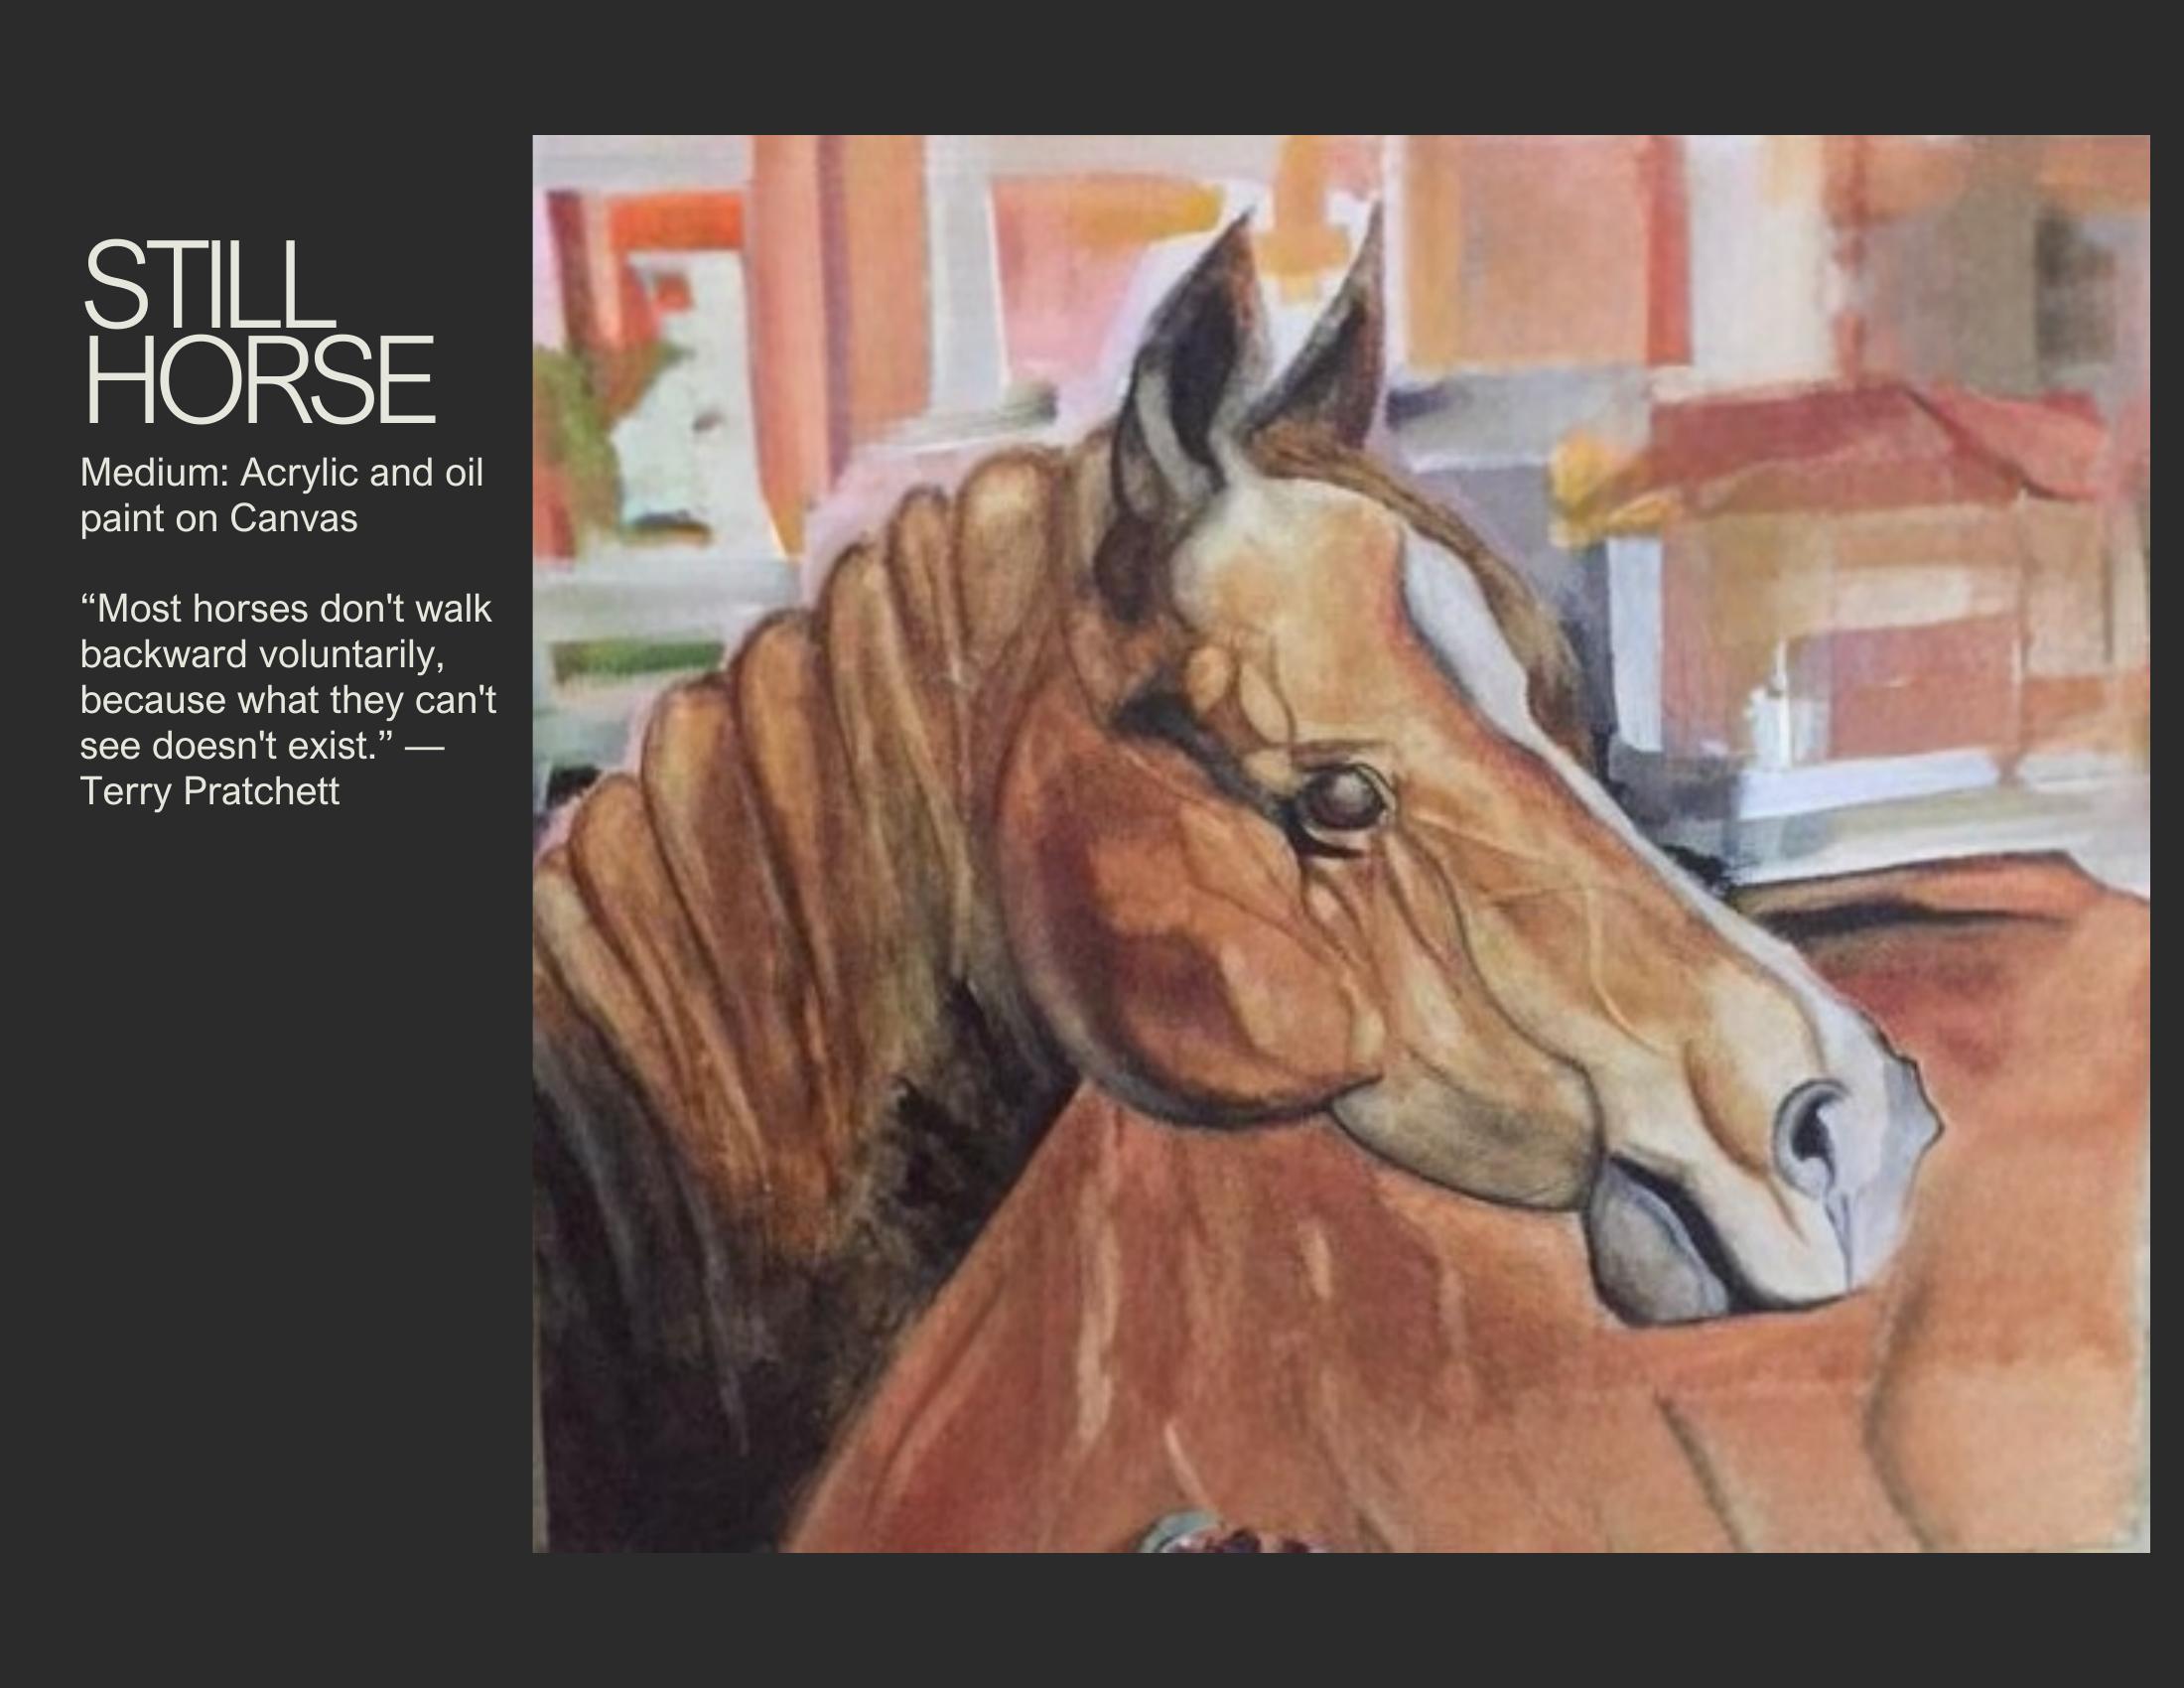 STILL
HORSE
Medium: Acrylic and oil
paint on Canvas
“Most horses don't walk
backward voluntarily,
because what they can't
see doesn't exist.” —
Terry Pratchett